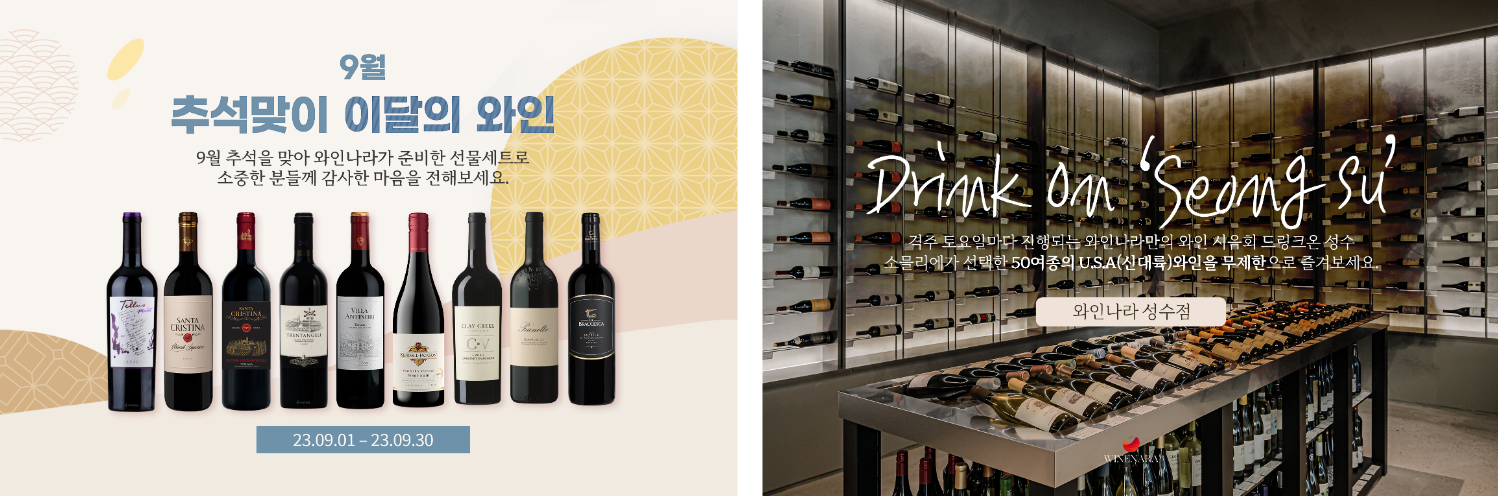 9월
추석맞이 이달의 와인
9월 추석을 맞아 와인나라가 준비한 선물세트로
소중한 분들께 감사한 마음을 전해보세요.
Tellus
SANTA
CRISTINA
SANTA
CRISTINA
TRENTANGELI
VILLA
ANTINORI
KENDALL-JACKSON
CLAY CREEK
C·V
Brunello
BRACCESCA
23.09.01 – 23.09.30
Drink on ‘Seong su’
격주 토요일마다 진행되는 와인나라만의 와인 시음회 드링크온 성수
소믈리에가 선택한 50여종의 U.S.A(신대륙)와인을 무제한으로 즐겨보세요.
와인나라 성수점
WINENARA